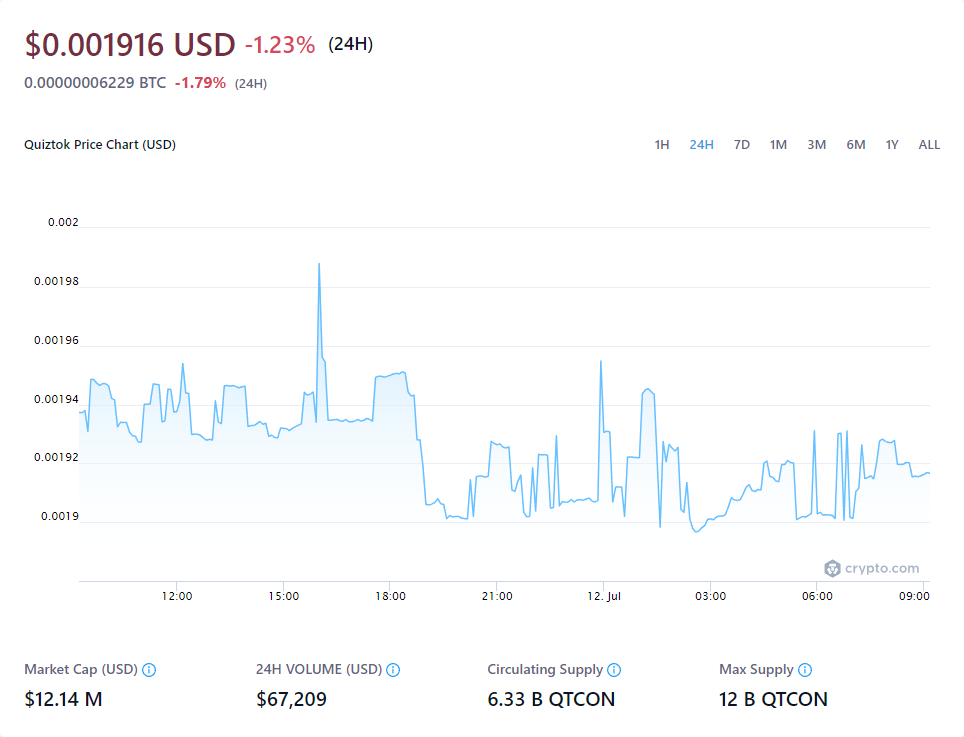 $0.001916 USD -1.23% (24H)
0.00000006229 BTC -1.79% (24H)
Quiztok Price Chart (USD) 1H 24H 7D 1M 3M 6M 1Y ALL
0.002
0.00198
0.00196
0.00194
0.00192
0.0019
crypto.com
12:00 15:00 18:00 21:00 12. Jul 03:00 06:00 09:00
Market Cap (USD) 24H VOLUME (USD) Circulating Supply Max Supply
$12.14 M $67,209 6.33 B QTCON 12 B QTCON